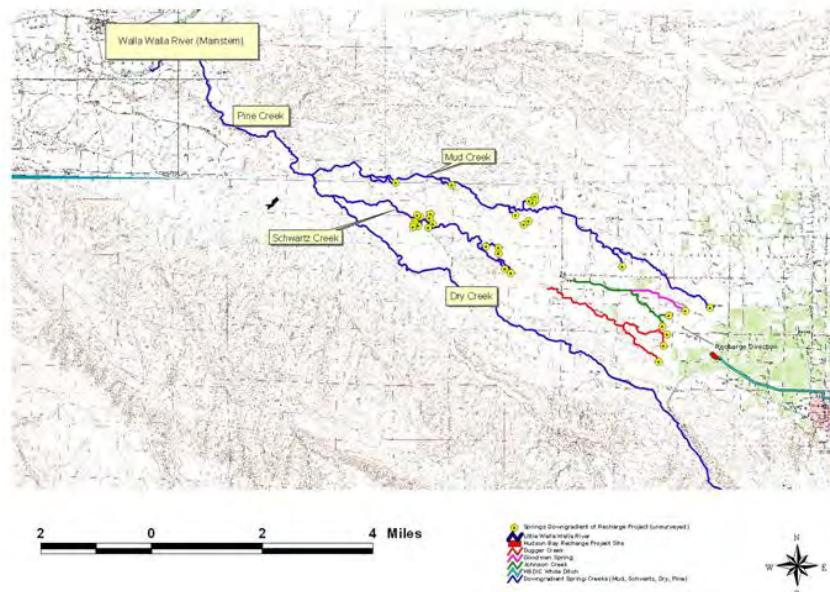 Walla Walla River (Mainstem)
Pine Creek
Mud Creek
Schwartz Creek
Dry Creek
Recharge Direction
2 0 2 4 Miles
Springs Downgradient of Recharge Project (unsurveyed)
Little Walla Walla River
Hudson Bay Recharge Project Site
Dugger Creek
Goodman Spring
Johnson Creek
HBDIC White Ditch
Downgradient Spring-Creeks (Mud, Schwartz, Dry, Pine)
N
W E